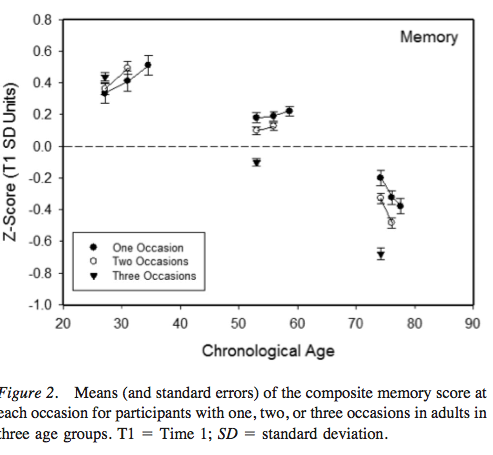 Memory
Z-Score (T1 SD Units)
0.8
0.6
0.4
0.2
0.0
-0.2
-0.4
-0.6
-0.8
-1.0
One Occasion
Two Occasions
Three Occasions
20 30 40 50 60 70 80 90
Chronological Age
Figure 2. Means (and standard errors) of the composite memory score at
each occasion for participants with one, two, or three occasions in adults in
three age groups. T1 = Time 1; SD = standard deviation.